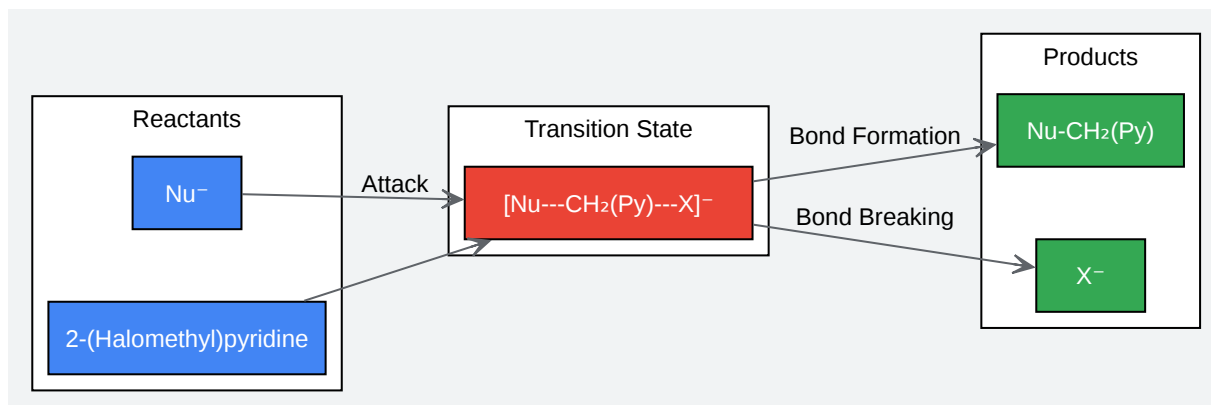 Reactants
Nu⁻
2-(Halomethyl)pyridine
Attack
Transition State
[Nu---CH₂(Py)---X]⁻
Bond Formation
Bond Breaking
Products
Nu-CH₂(Py)
X⁻